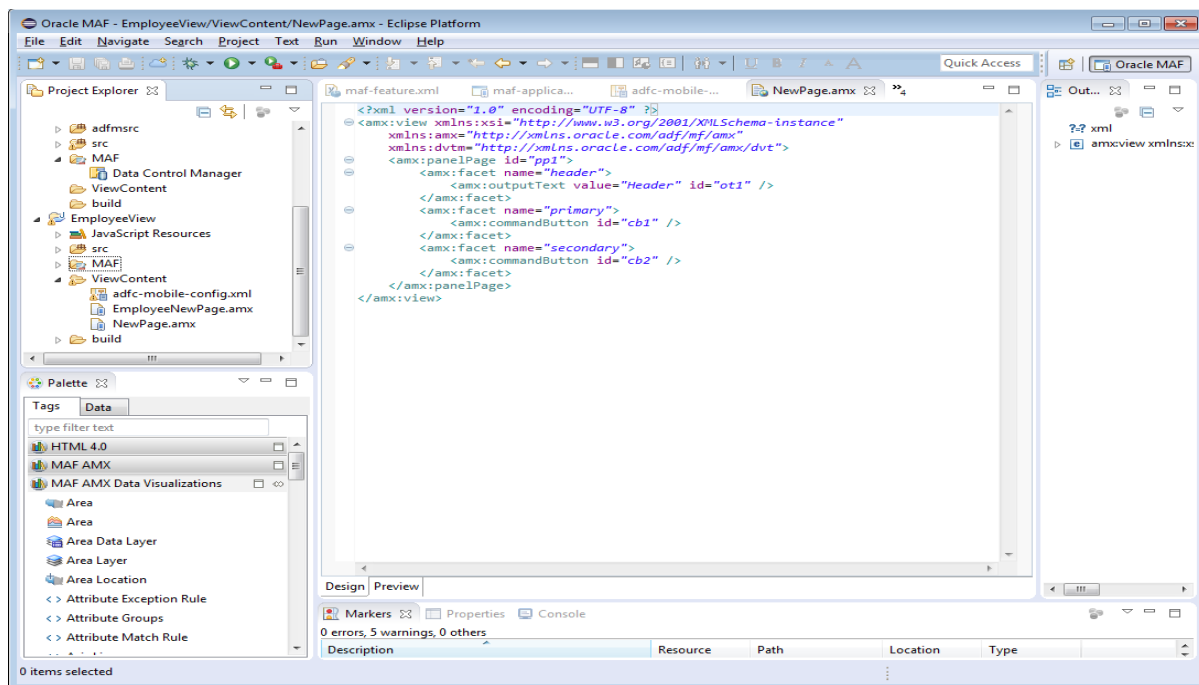 Oracle MAF - EmployeeView/ViewContent/NewPage.amx - Eclipse Platform
File Edit Navigate Search Project Text Run Window Help
Quick Access
Oracle MAF
Project Explorer
adfmsrc
src
MAF
Data Control Manager
ViewContent
build
EmployeeView
JavaScript Resources
src
MAF
ViewContent
adfc-mobile-config.xml
EmployeeNewPage.amx
NewPage.amx
build
Palette
Tags Data
type filter text
HTML 4.0
MAF AMX
MAF AMX Data Visualizations
Area
Area
Area Data Layer
Area Layer
Area Location
Attribute Exception Rule
Attribute Groups
Attribute Match Rule
maf-feature.xml maf-applica... adfc-mobile-... NewPage.amx »4
<?xml version="1.0" encoding="UTF-8" ?>
<amx:view xmlns:xsi="http://www.w3.org/2001/XMLSchema-instance"
xmlns:amx="http://xmlns.oracle.com/adf/mf/amx"
xmlns:dvtm="http://xmlns.oracle.com/adf/mf/amx/dvt">
<amx:panelPage id="pp1">
<amx:facet name="header">
<amx:outputText value="Header" id="ot1" />
</amx:facet>
<amx:facet name="primary">
<amx:commandButton id="cb1" />
</amx:facet>
<amx:facet name="secondary">
<amx:commandButton id="cb2" />
</amx:facet>
</amx:panelPage>
</amx:view>
Design Preview
Out...
?-? xml
e amx:view xmlns:x
Markers Properties Console
0 errors, 5 warnings, 0 others
Description Resource Path Location Type
0 items selected